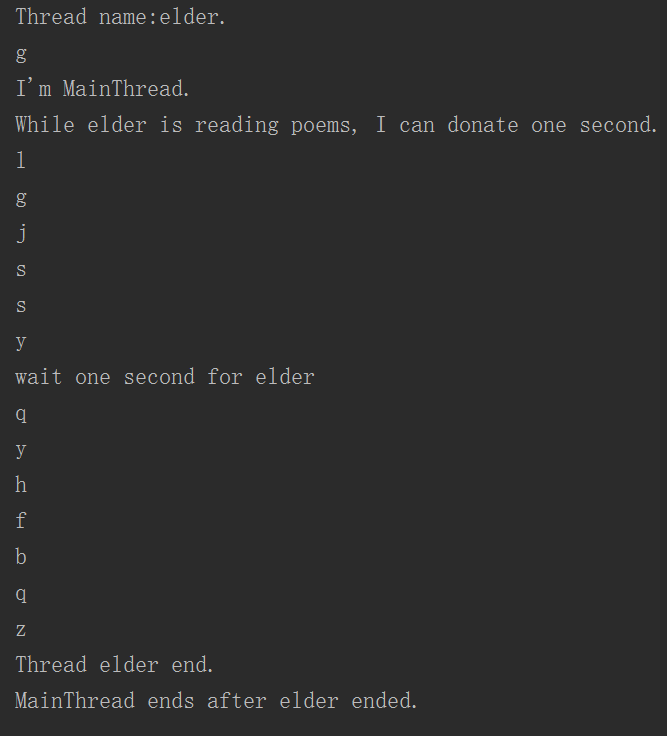 Thread name:elder.
g
I'm MainThread.
While elder is reading poems, I can donate one second.
l
g
j
s
s
y
wait one second for elder
q
y
h
f
b
q
z
Thread elder end.
MainThread ends after elder ended.